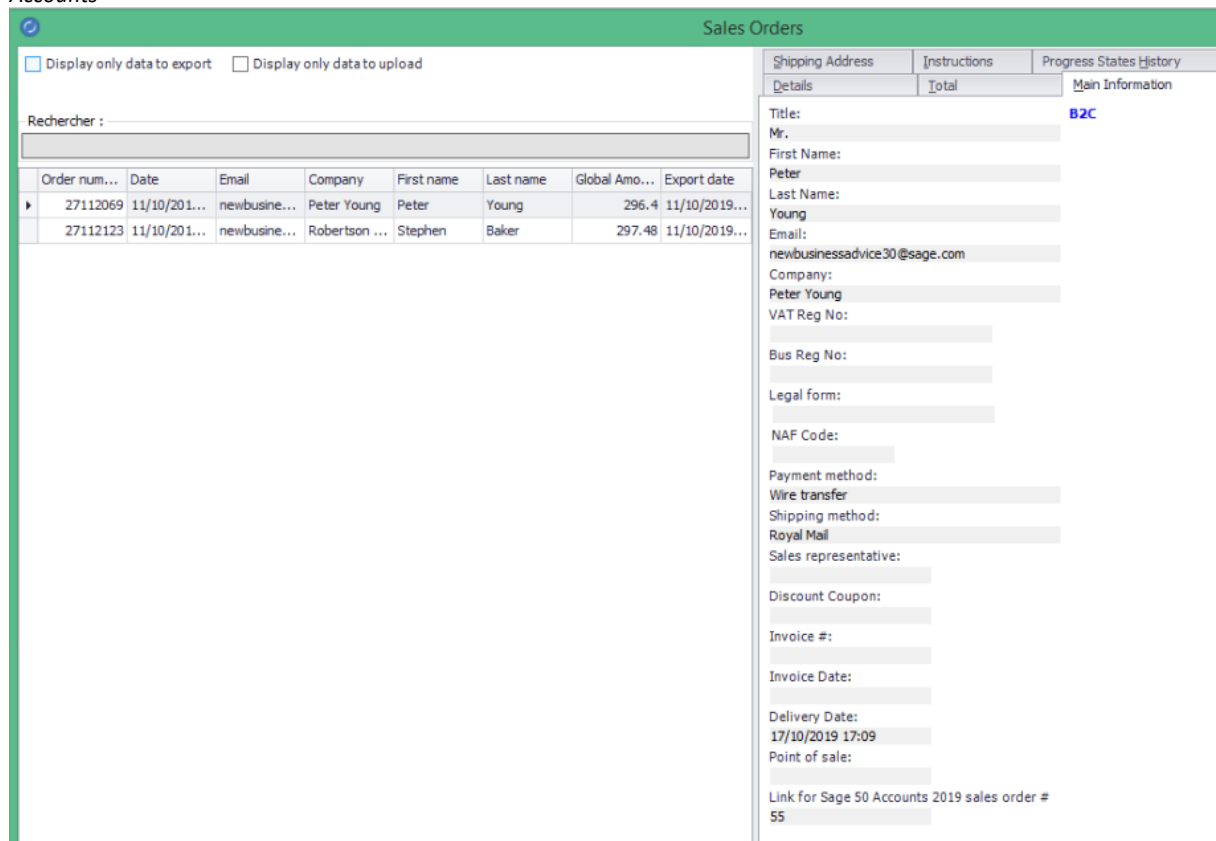 Accounts
Sales Orders
Display only data to export Display only data to upload
Rechercher :
Order num... Date Email Company First name Last name Global Amo... Export date
27112069 11/10/201... newbusine... Peter Young Peter Young 296.4 11/10/2019...
27112123 11/10/201... newbusine... Robertson ... Stephen Baker 297.48 11/10/2019...
Shipping Address Instructions Progress States History
Details Total Main Information
Title: B2C
Mr.
First Name:
Peter
Last Name:
Young
Email:
newbusinessadvice30@sage.com
Company:
Peter Young
VAT Reg No:
Bus Reg No:
Legal form:
NAF Code:
Payment method:
Wire transfer
Shipping method:
Royal Mail
Sales representative:
Discount Coupon:
Invoice #:
Invoice Date:
Delivery Date:
17/10/2019 17:09
Point of sale:
Link for Sage 50 Accounts 2019 sales order #
55